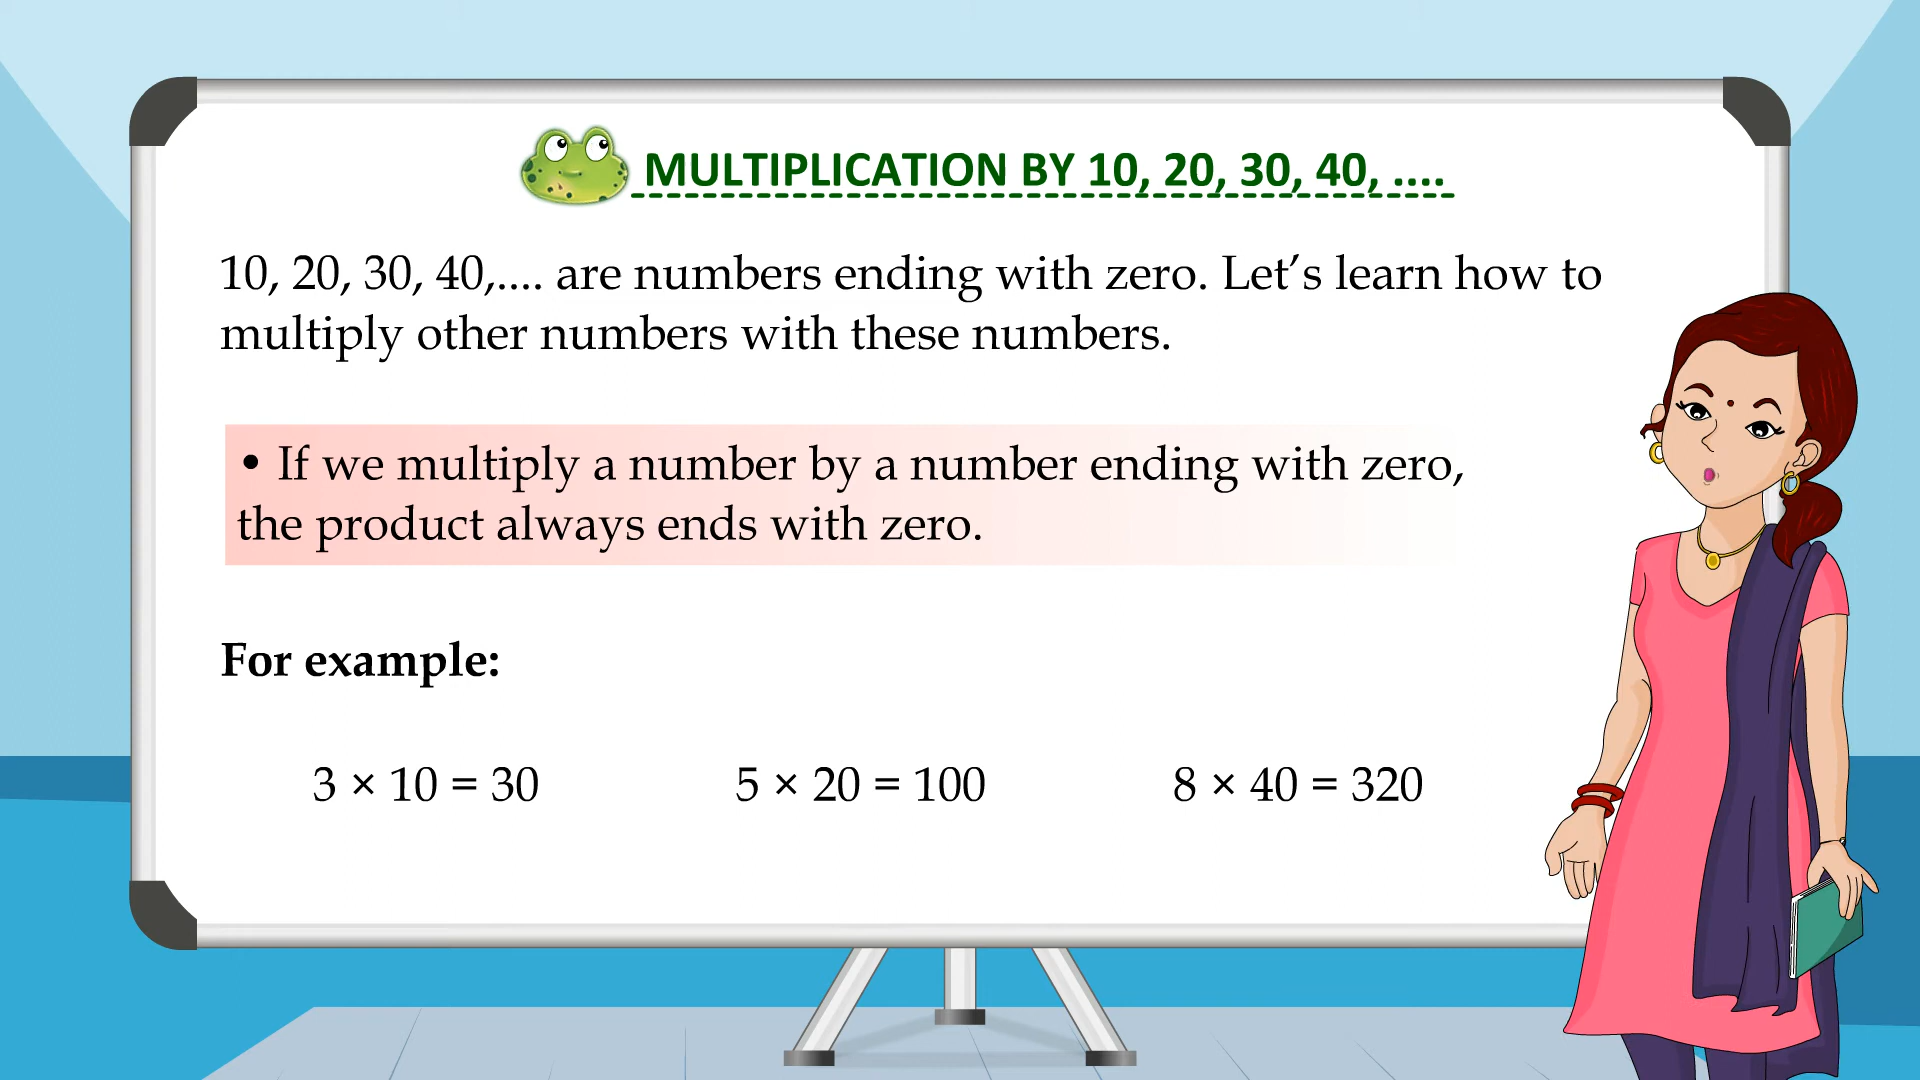 MULTIPLICATION BY 10, 20, 30, 40, ....
10, 20, 30, 40,.... are numbers ending with zero. Let’s learn how to
multiply other numbers with these numbers.
• If we multiply a number by a number ending with zero,
the product always ends with zero.
For example:
3 × 10 = 30 5 × 20 = 100 8 × 40 = 320